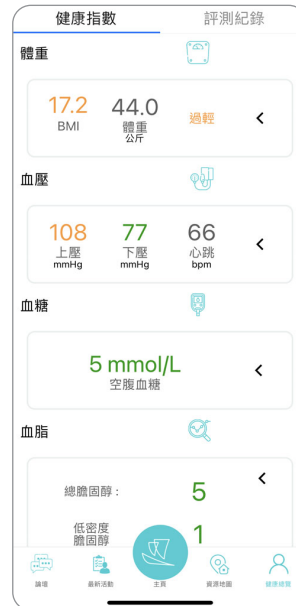 健康指數 評測紀錄
體重
17.2 44.0 過輕
BMI 體重
公斤
血壓
108 77 66
上壓 下壓 心跳
mmHg mmHg bpm
血糖
5 mmol/L
空腹血糖
血脂
總膽固醇 : 5
低密度
膽固醇 1
論壇 最新活動 主頁 資源地圖 健康總覽